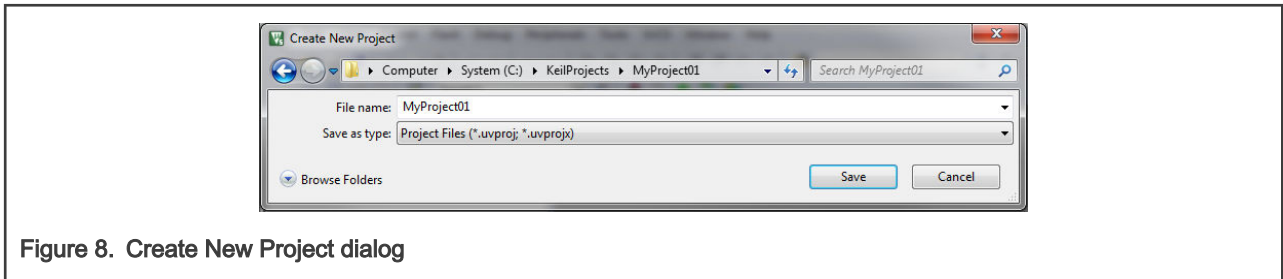 Create New Project
Computer System (C:) KeilProjects MyProject01 Search MyProject01
File name: MyProject01
Save as type: Project Files (*.uvproj; *.uvprojx)
Browse Folders Save Cancel
Figure 8. Create New Project dialog